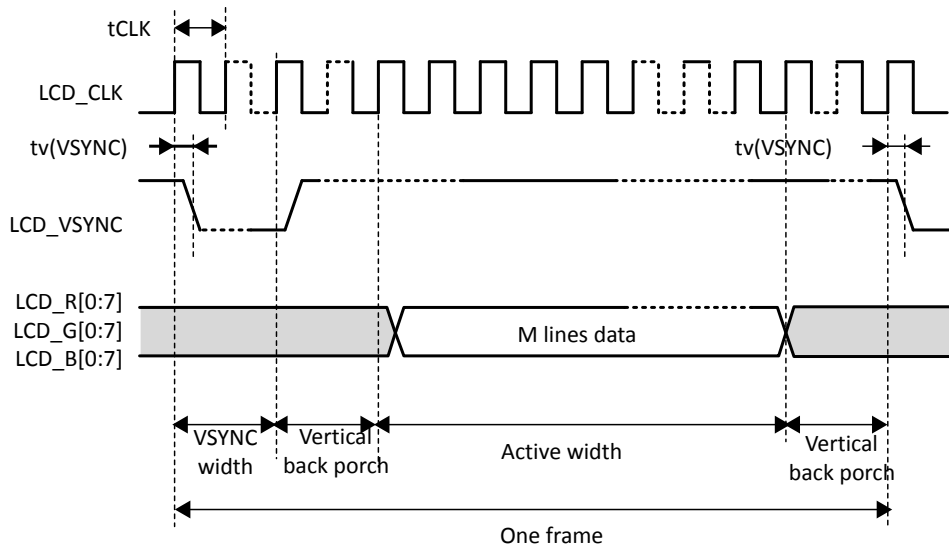 tCLK
LCD_CLK
tv(VSYNC)
tv(VSYNC)
LCD_VSYNC
LCD_R[0:7]
LCD_G[0:7]
LCD_B[0:7]
M lines data
VSYNC
width
Vertical
back porch
Active width
Vertical
back porch
One frame